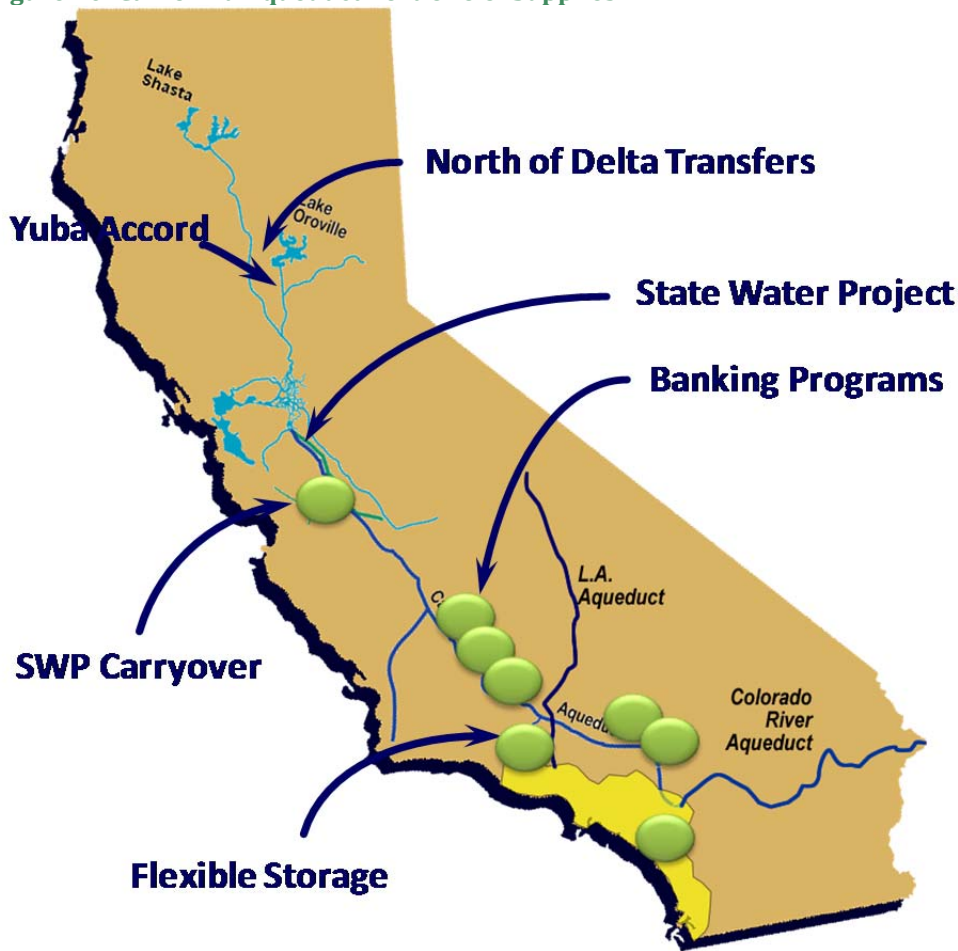 Lake
Shasta
North of Delta Transfers
Lake
Oroville
Yuba Accord
State Water Project
Banking Programs
L.A.
Aqueduct
SWP Carryover
Colorado
River
Aqueduct
Flexible Storage